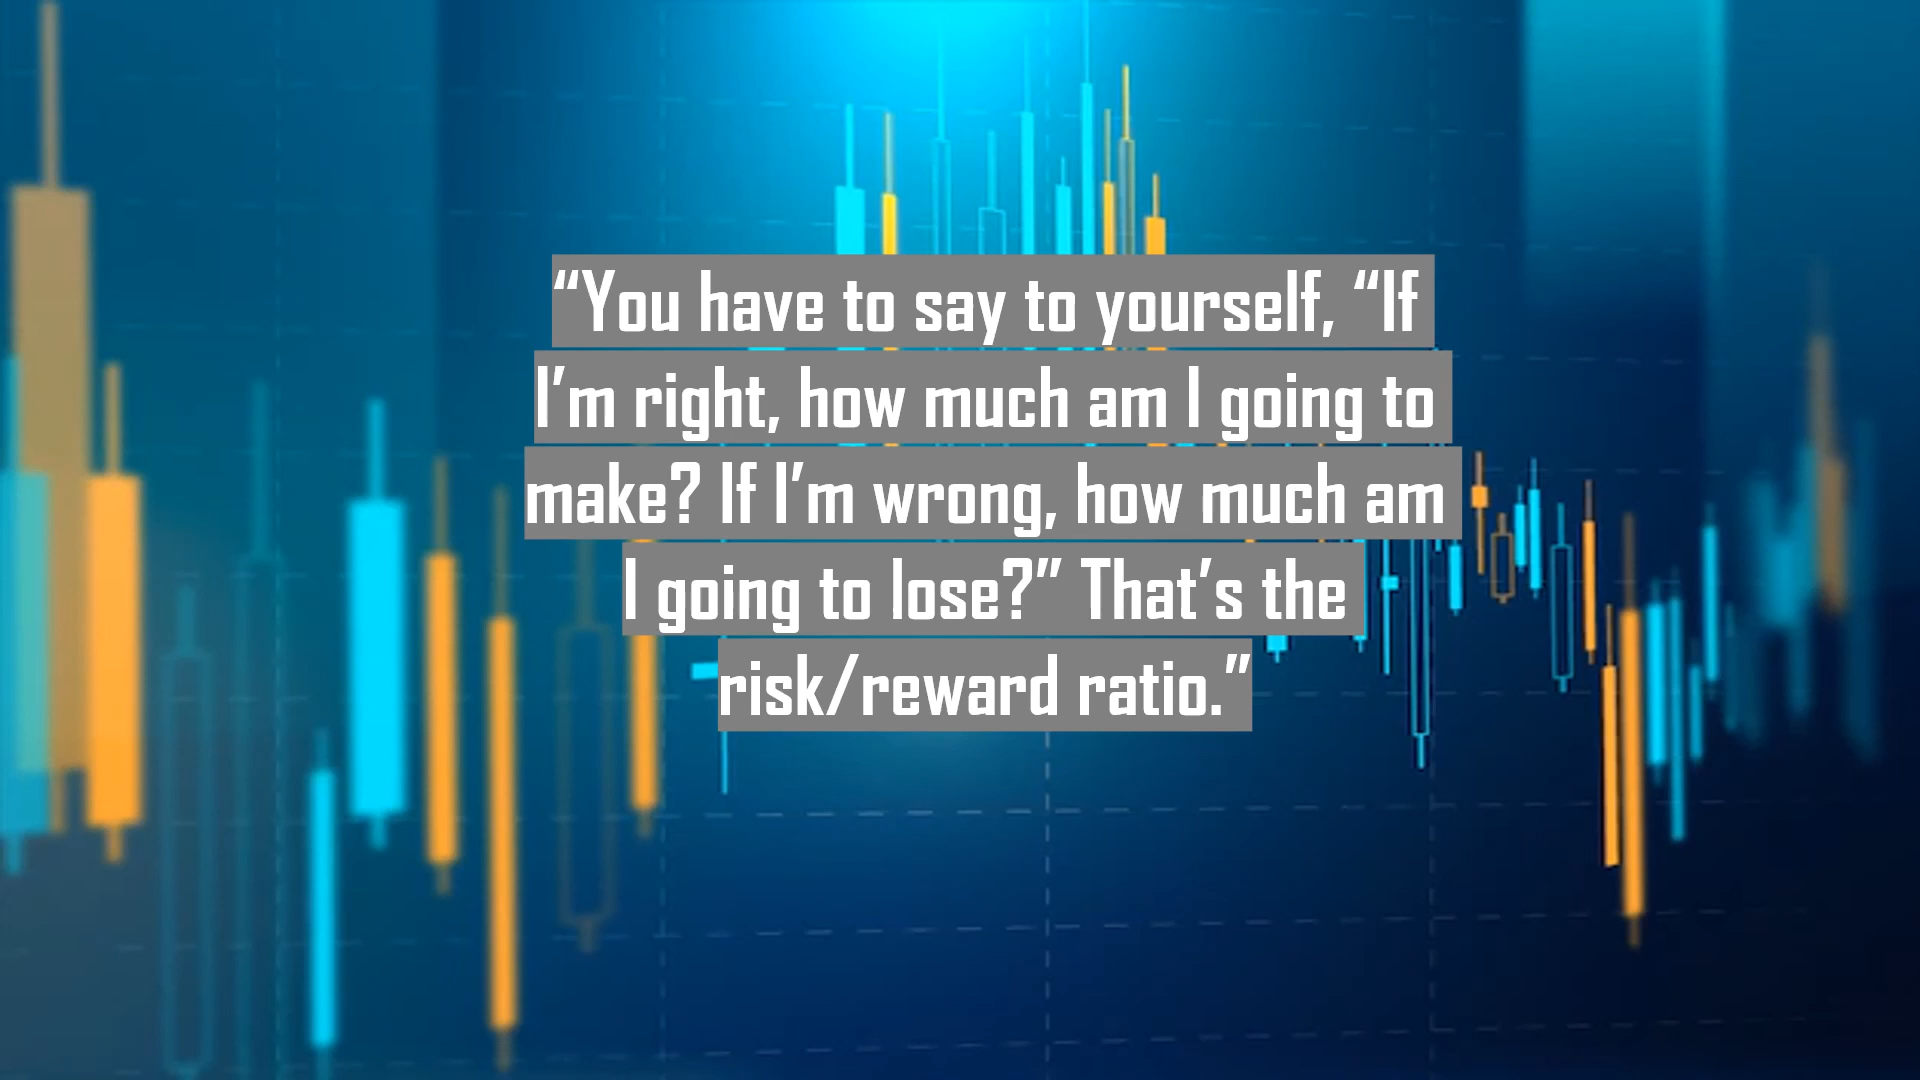 “You have to say to yourself, “If
I’m right, how much am I going to
make? If I’m wrong, how much am
I going to lose?” That’s the
risk/reward ratio.”